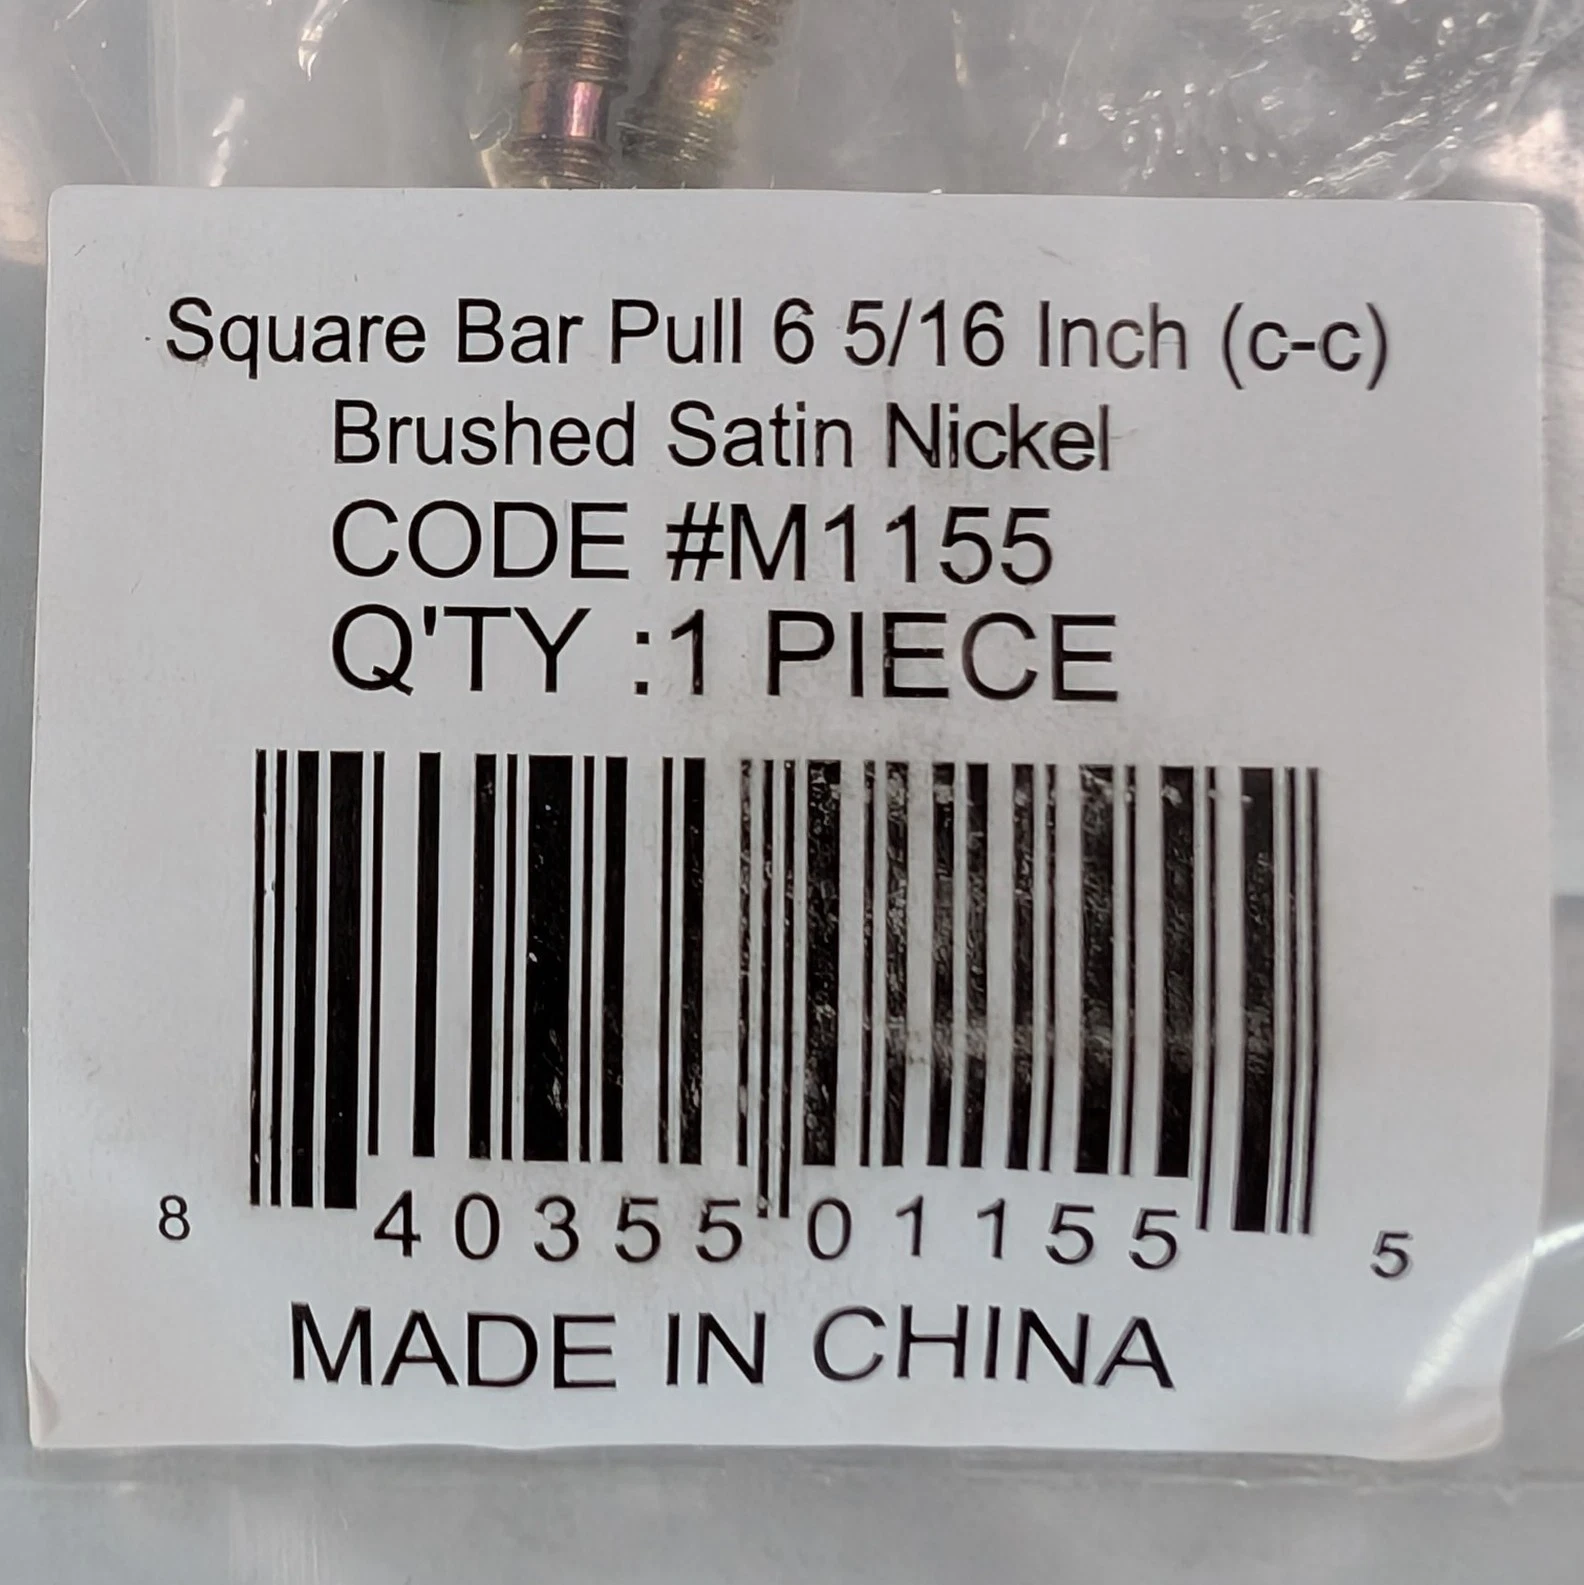 Square Bar Pull 6 5/16 Inch (c-c)
Brushed Satin Nickel
CODE #M1155
Q'TY :1 PIECE
8 40355 01155 5
MADE IN CHINA